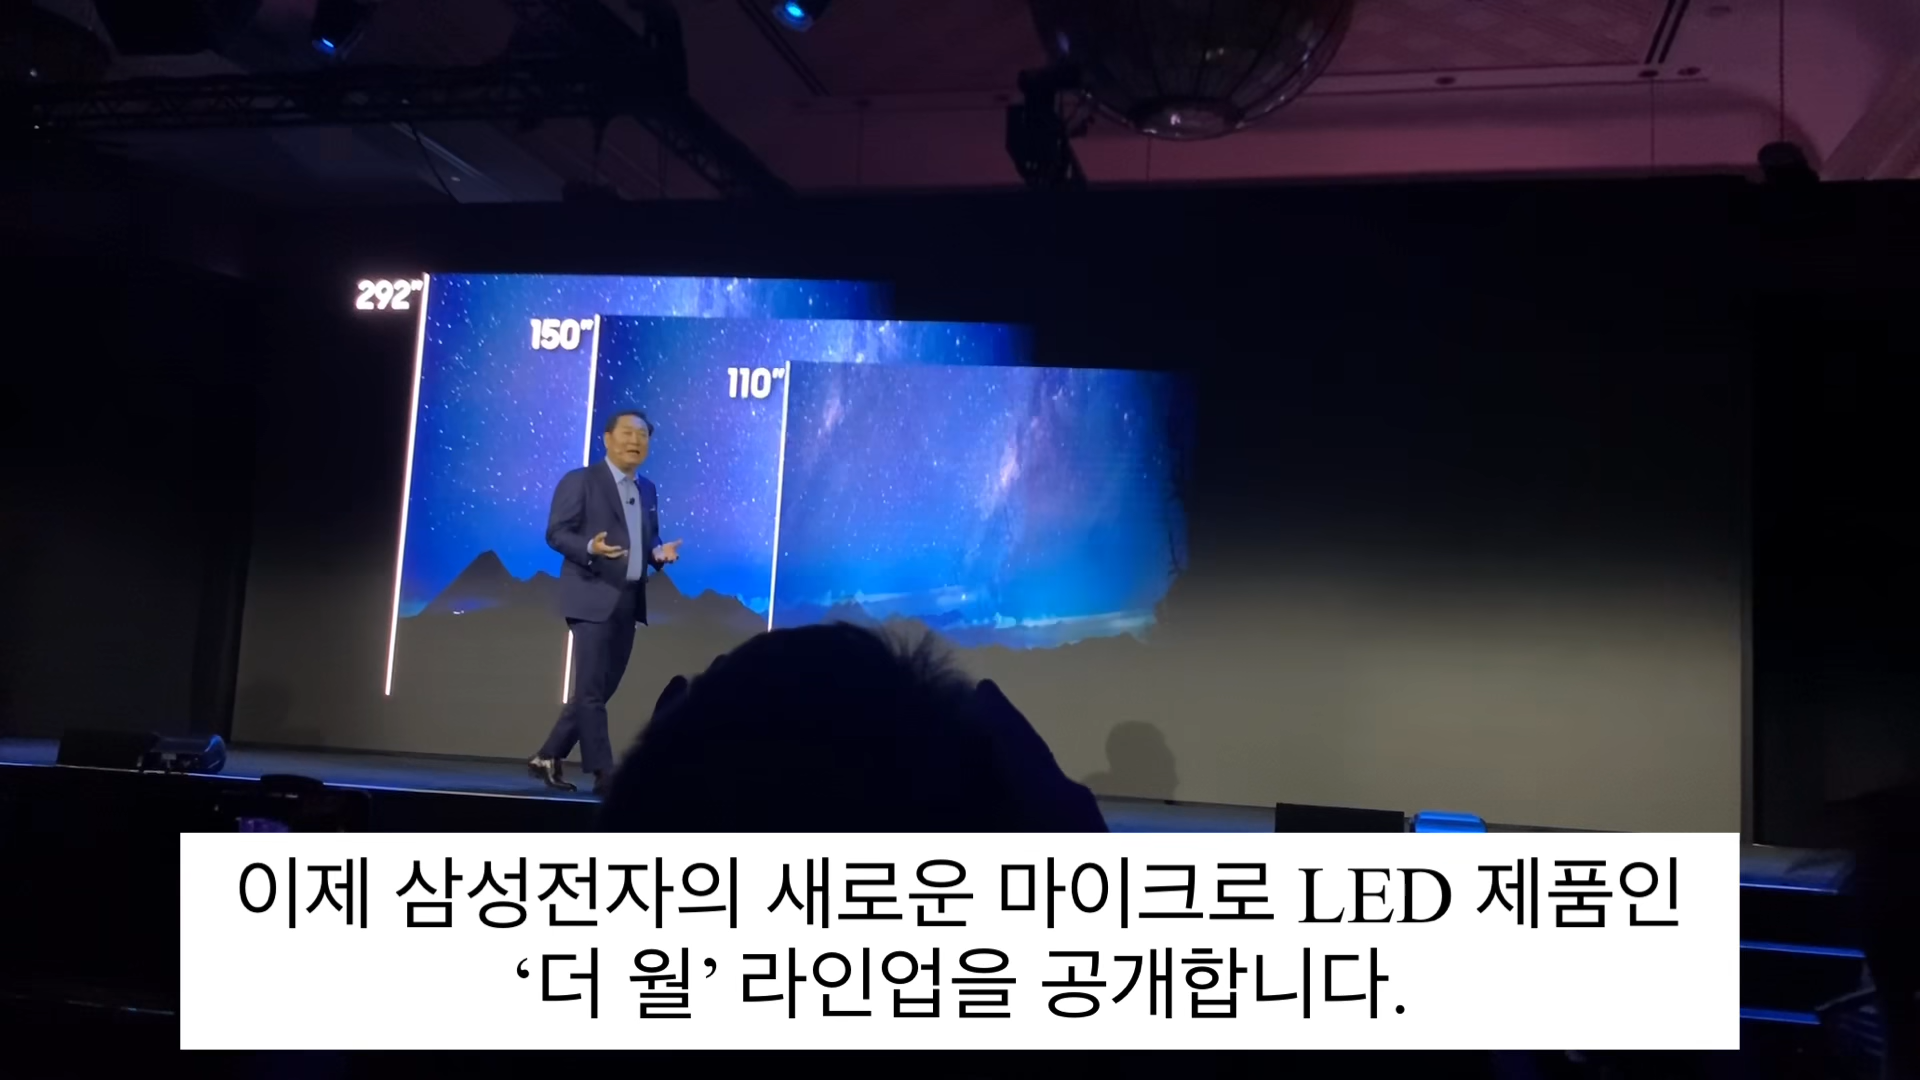 292"
150"
110"
이제 삼성전자의 새로운 마이크로 LED 제품인
‘더 월’ 라인업을 공개합니다.